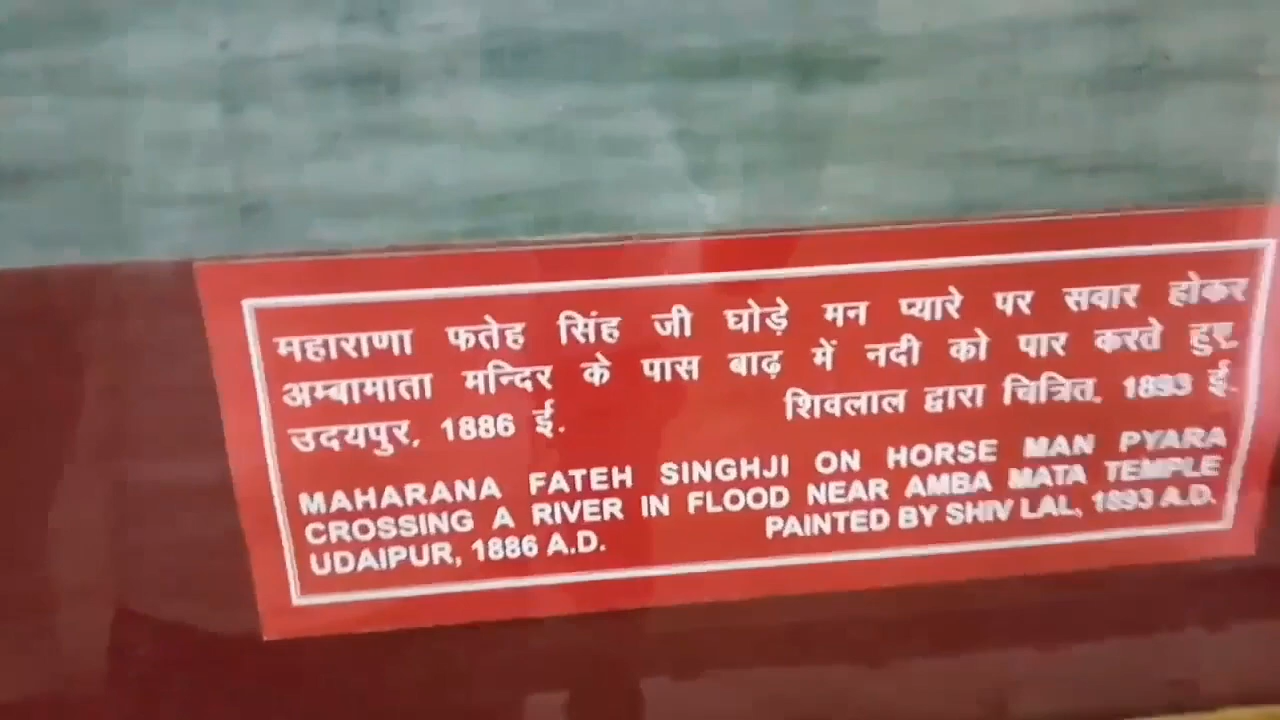 महाराणा फतेह सिंह जी घोड़े मन प्यारे पर सवार होकर
अम्बामाता मन्दिर के पास बाढ़ में नदी को पार करते हुए.
उदयपुर, 1886 ई. शिवलाल द्वारा चित्रित, 1893 ई.
MAHARANA FATEH SINGHJI ON HORSE MAN PYARA
CROSSING A RIVER IN FLOOD NEAR AMBA MATA TEMPLE
UDAIPUR, 1886 A.D. PAINTED BY SHIV LAL, 1893 A.D.